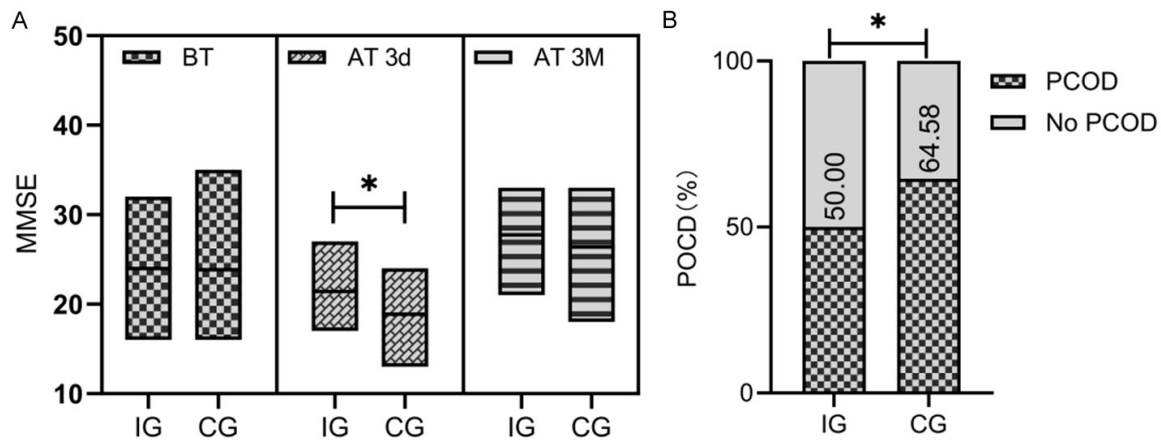 A
MMSE
50
40
30
20
10
BT
AT 3d
AT 3M
*
IG
CG
IG
CG
IG
CG
B
POCD(%)
100
50
0
*
50.00
64.58
IG
CG
PCOD
No PCOD